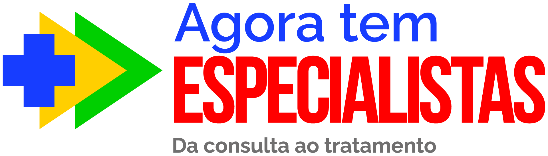 Agora tem
ESPECIALISTAS
Da consulta ao tratamento